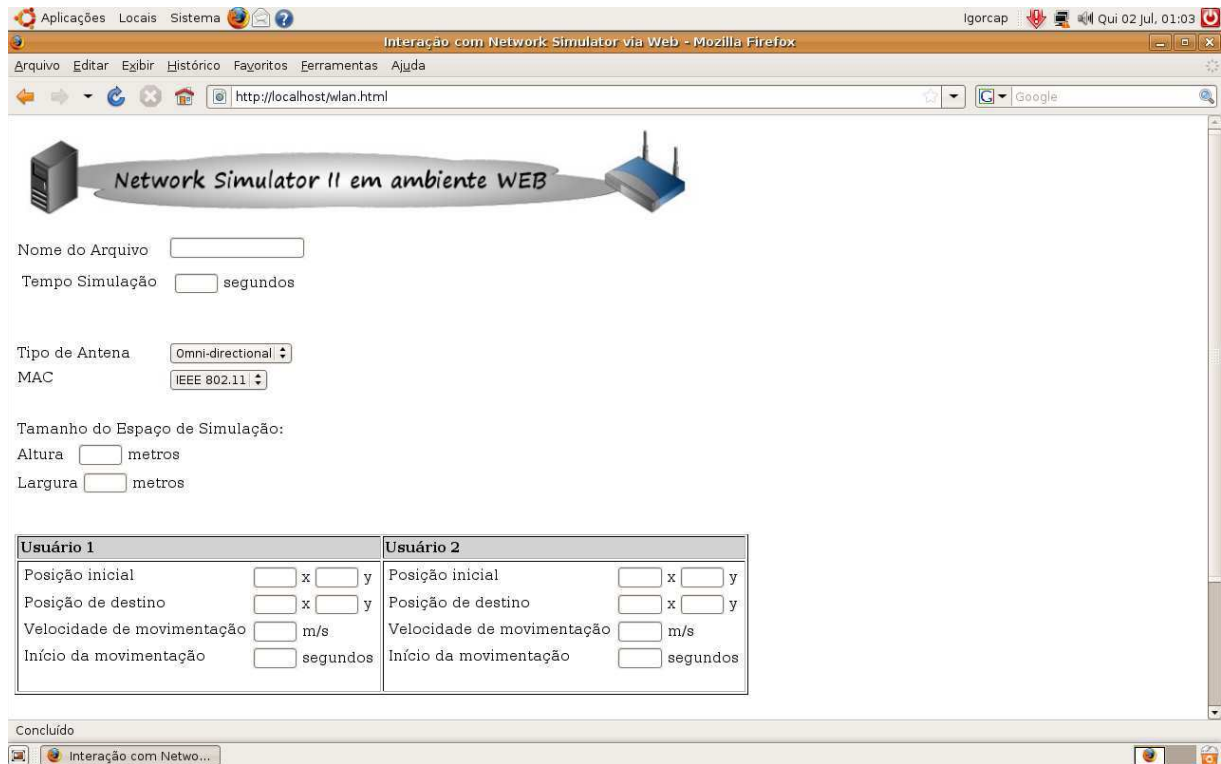 Aplicações Locais Sistema Igorcap Qui 02 Jul, 01:03
Interação com Network Simulator via Web - Mozilla Firefox
Arquivo Editar Exibir Histórico Favoritos Ferramentas Ajuda
http://localhost/wlan.html G Google
Network Simulator II em ambiente WEB
Nome do Arquivo
Tempo Simulação segundos
Tipo de Antena Omni-directional
MAC IEEE 802.11
Tamanho do Espaço de Simulação:
Altura metros
Largura metros
Usuário 1 Usuário 2
Posição inicial x y Posição inicial x y
Posição de destino x y Posição de destino x y
Velocidade de movimentação m/s Velocidade de movimentação m/s
Início da movimentação segundos Início da movimentação segundos
Concluído
Interação com Netwo...